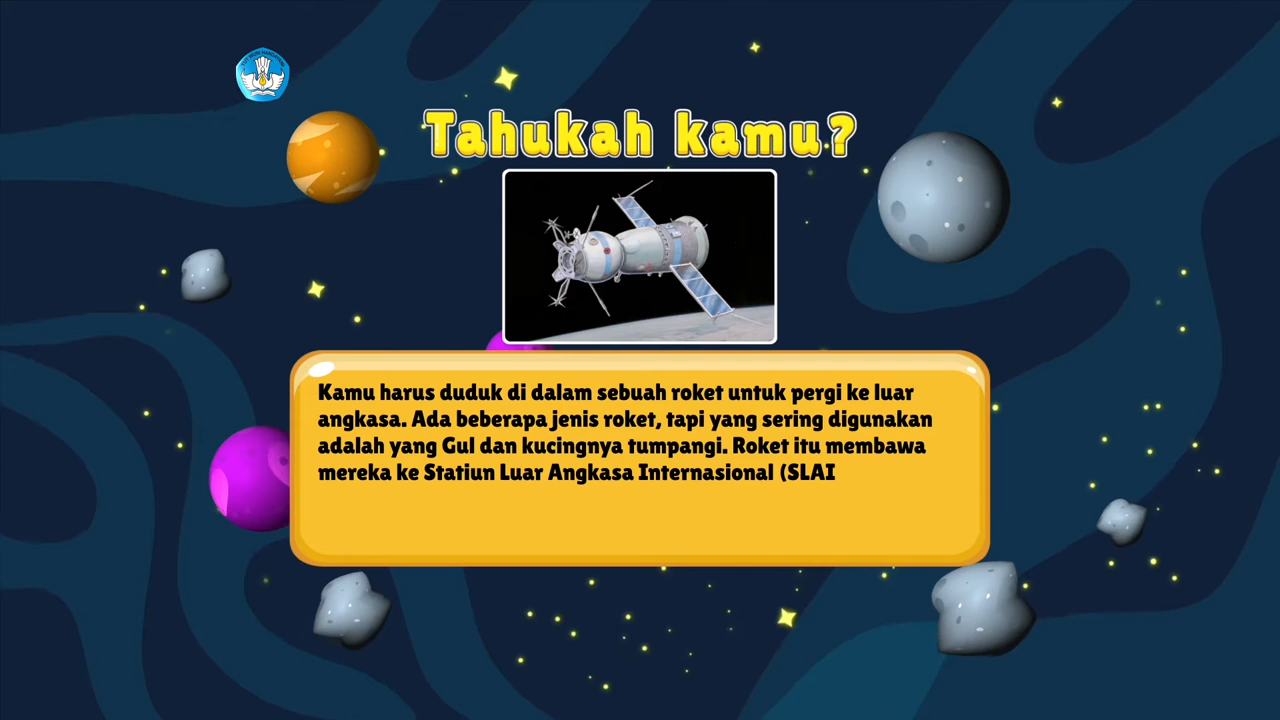 Tahukah kamu?
Kamu harus duduk di dalam sebuah roket untuk pergi ke luar
angkasa. Ada beberapa jenis roket, tapi yang sering digunakan
adalah yang Gul dan kucingnya tumpangi. Roket itu membawa
mereka ke Statiun Luar Angkasa Internasional (SLAI